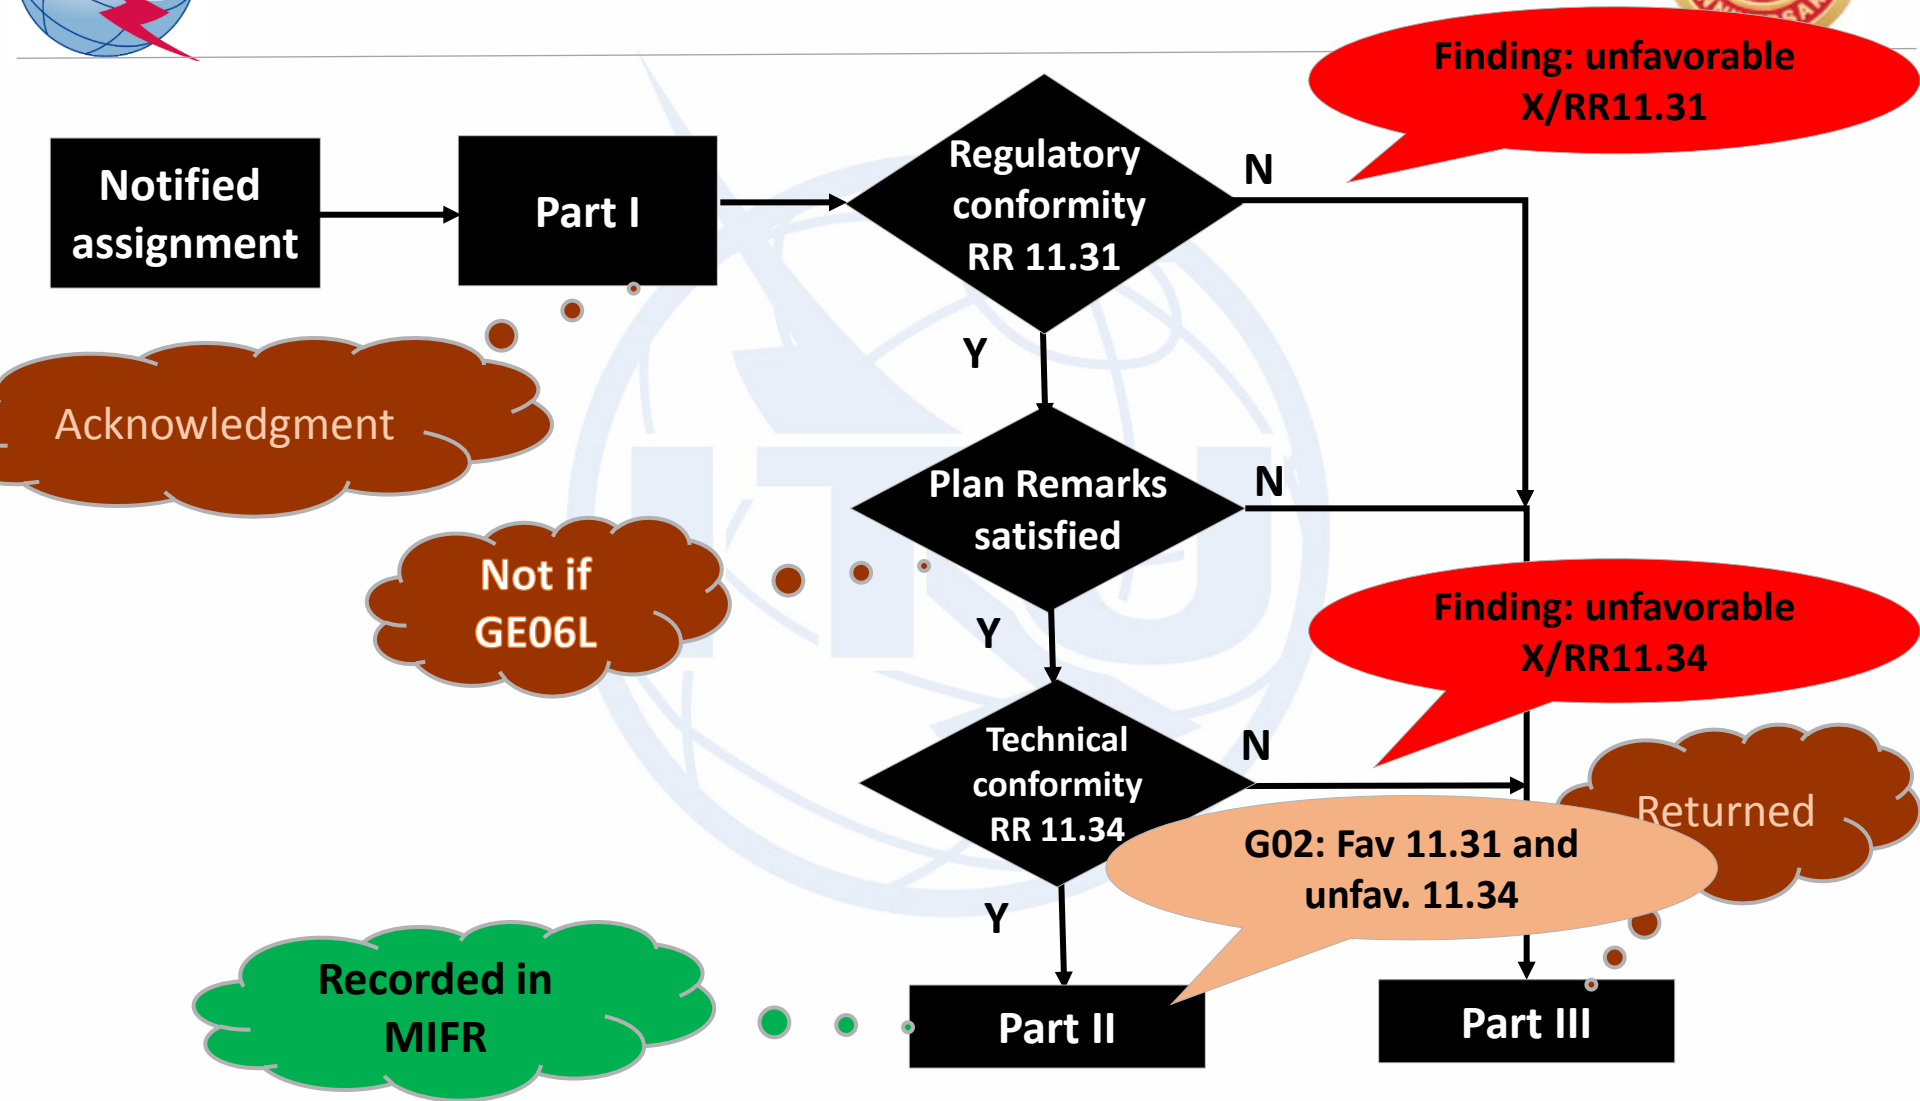 Finding: unfavorable
X/RR11.31
Notified
assignment
Part I
Regulatory
conformity
RR 11.31
N
Y
Acknowledgment
Plan Remarks
satisfied
N
Not if
GE06L
Y
Finding: unfavorable
X/RR11.34
Technical
conformity
RR 11.34
N
Returned
G02: Fav 11.31 and
unfav. 11.34
Y
Recorded in
MIFR
Part II
Part III
ITU